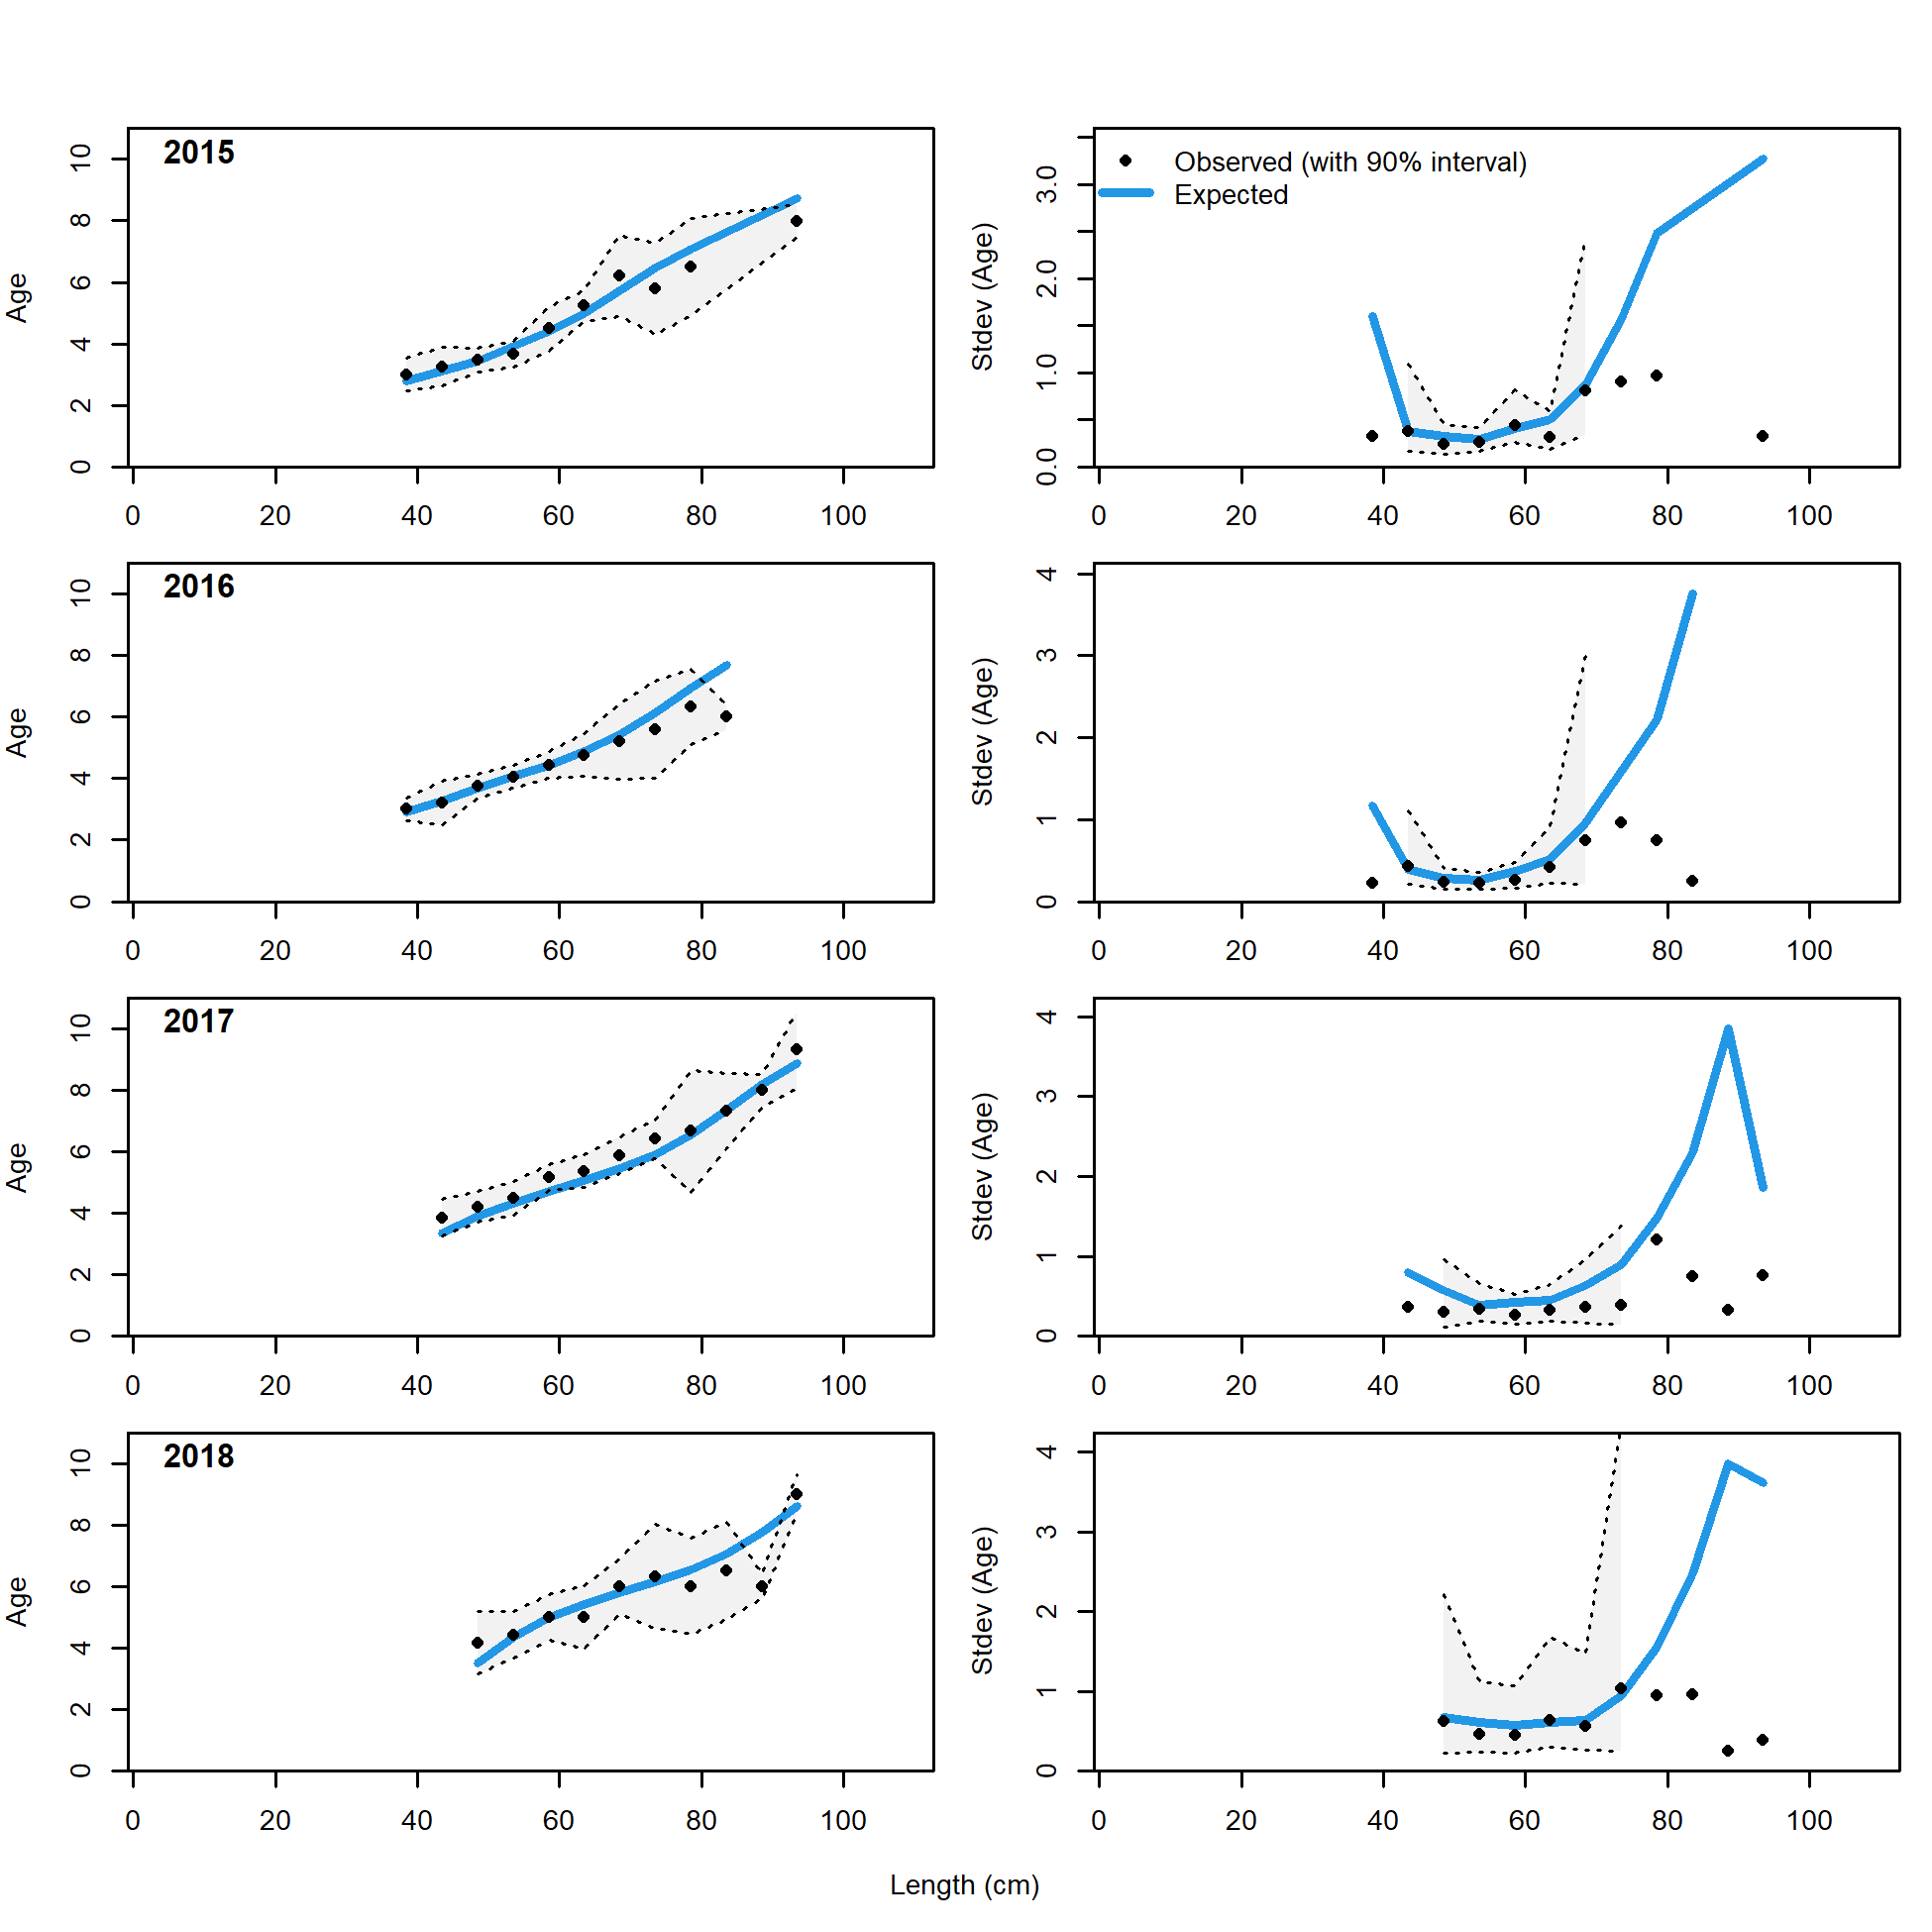 2015
Age
0 2 4 6 8 10
0 20 40 60 80 100
Observed (with 90% interval)
Expected
Stdev (Age)
0.0 1.0 2.0 3.0
0 20 40 60 80 100
2016
Age
0 2 4 6 8 10
0 20 40 60 80 100
Stdev (Age)
0 1 2 3 4
0 20 40 60 80 100
2017
Age
0 2 4 6 8 10
0 20 40 60 80 100
Stdev (Age)
0 1 2 3 4
0 20 40 60 80 100
2018
Age
0 2 4 6 8 10
0 20 40 60 80 100
Stdev (Age)
0 1 2 3 4
0 20 40 60 80 100
Length (cm)